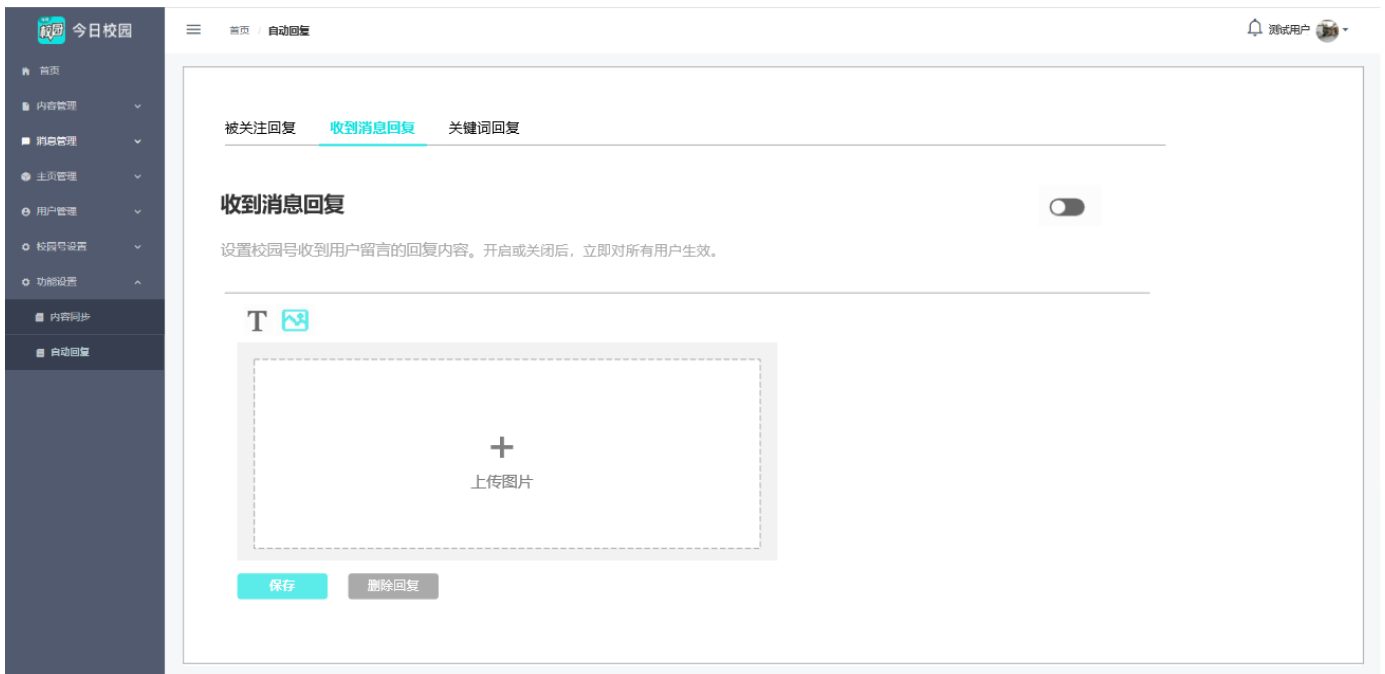 校园 今日校园
首页 / 自动回复
测试用户
首页
内容管理
消息管理
主页管理
用户管理
校园号设置
功能设置
内容同步
自动回复
被关注回复 收到消息回复 关键词回复
收到消息回复
设置校园号收到用户留言的回复内容。开启或关闭后，立即对所有用户生效。
T
上传图片
保存 删除回复